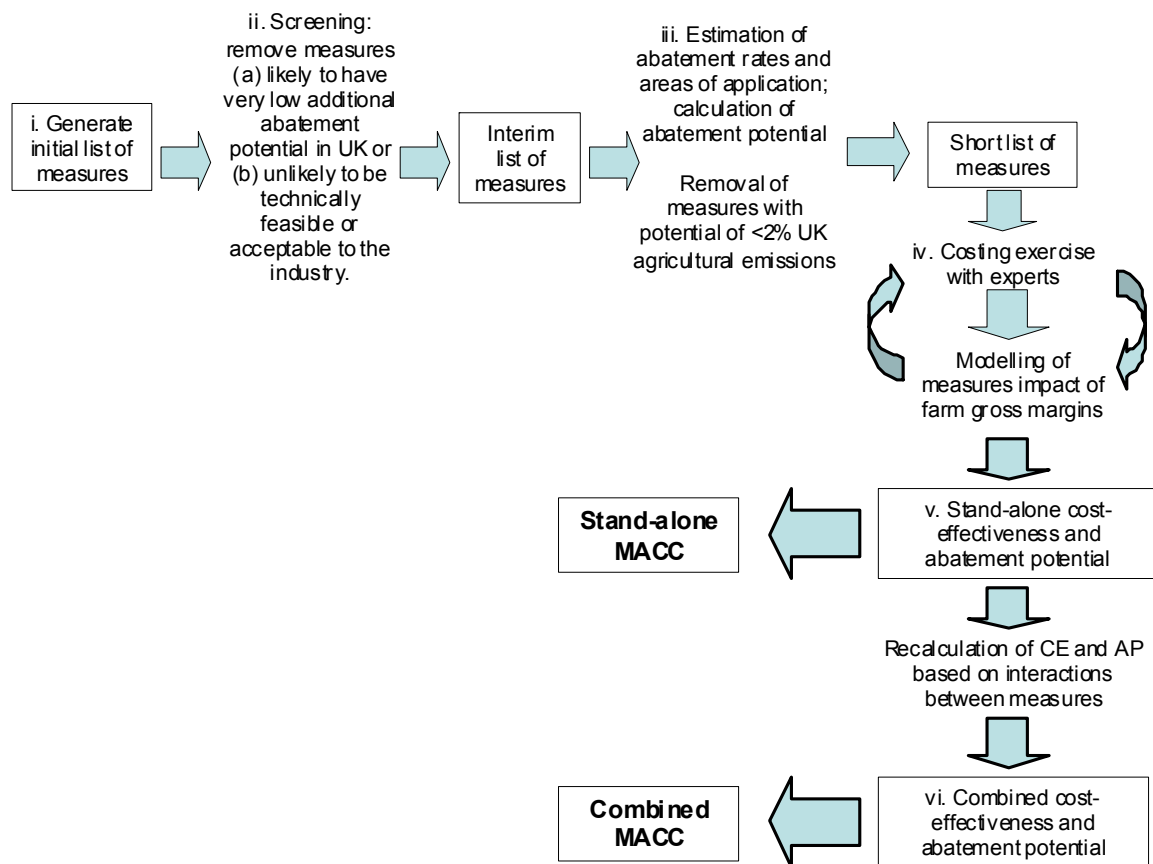 i. Generate
initial list of
measures
ii. Screening:
remove measures
(a) likely to have
very low additional
abatement
potential in UK or
(b) unlikely to be
technically
feasible or
acceptable to the
industry.
Interim
list of
measures
iii. Estimation of
abatement rates and
areas of application;
calculation of
abatement potential
Removal of
measures with
potential of <2% UK
agricultural emissions
Short list of
measures
iv. Costing exercise
with experts
Modelling of
measures impact of
farm gross margins
v. Stand-alone cost-
effectiveness and
abatement potential
Stand-alone
MACC
Recalculation of CE and AP
based on interactions
between measures
vi. Combined cost-
effectiveness and
abatement potential
Combined
MACC